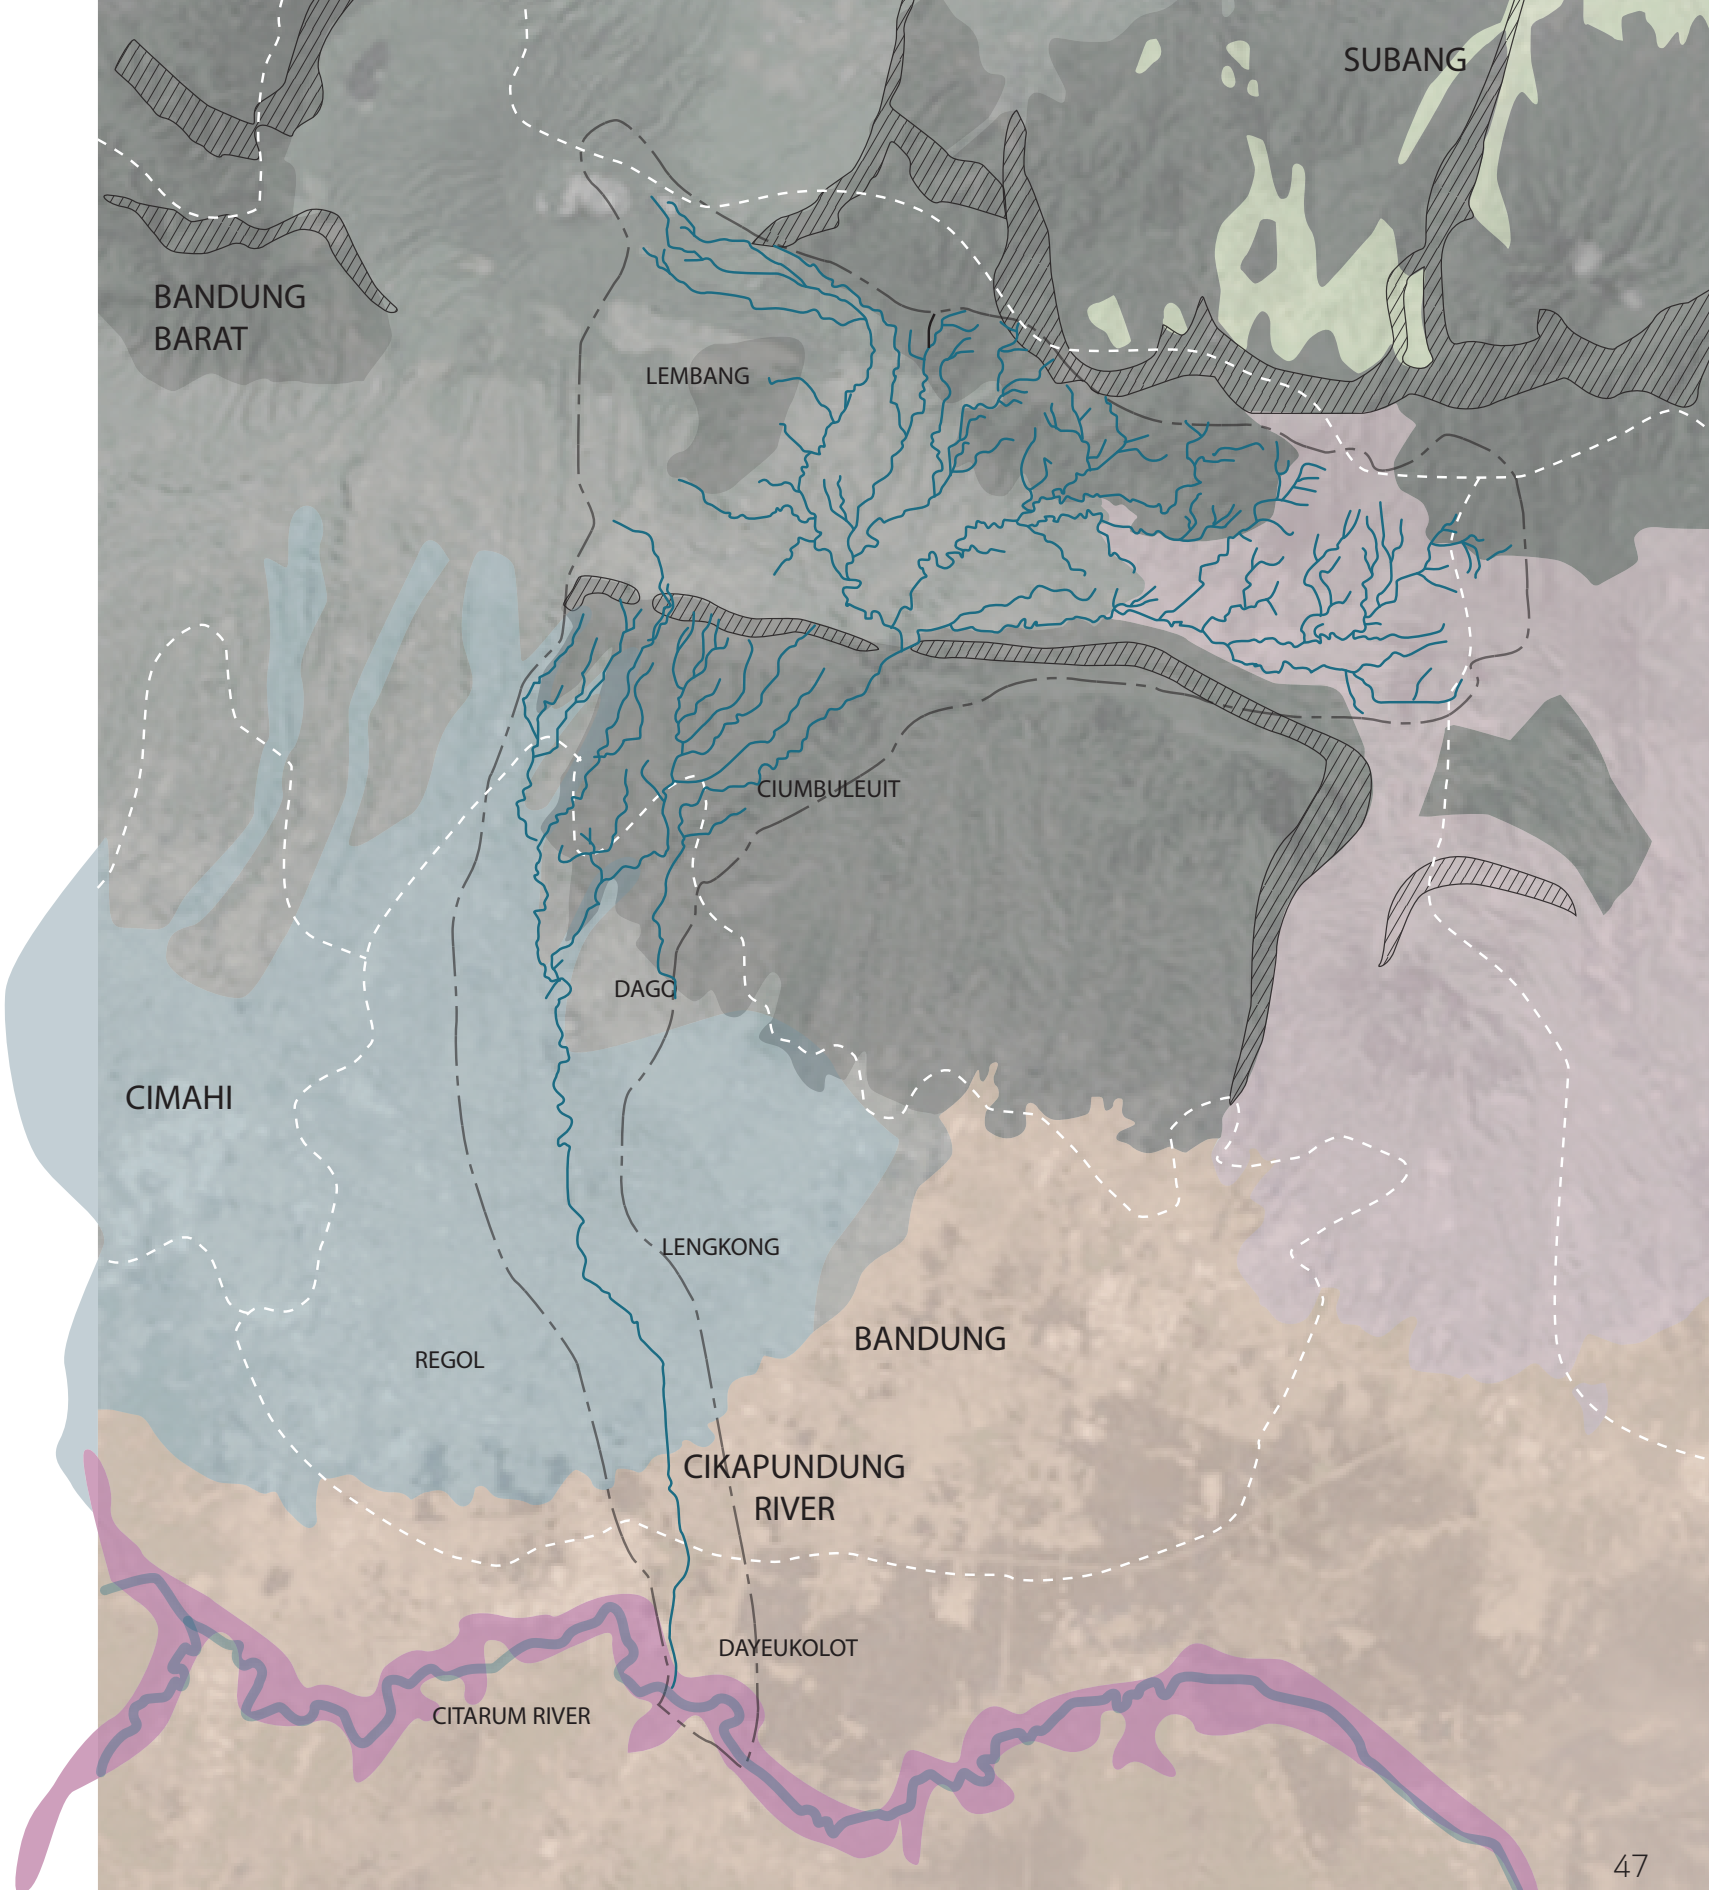 SUBANG
BANDUNG
BARAT
LEMBANG
CIUMBULEUIT
DAGO
CIMAHI
LENGKONG
BANDUNG
REGOL
CIKAPUNDUNG
RIVER
DAYEUKOLOT
CITARUM RIVER
47